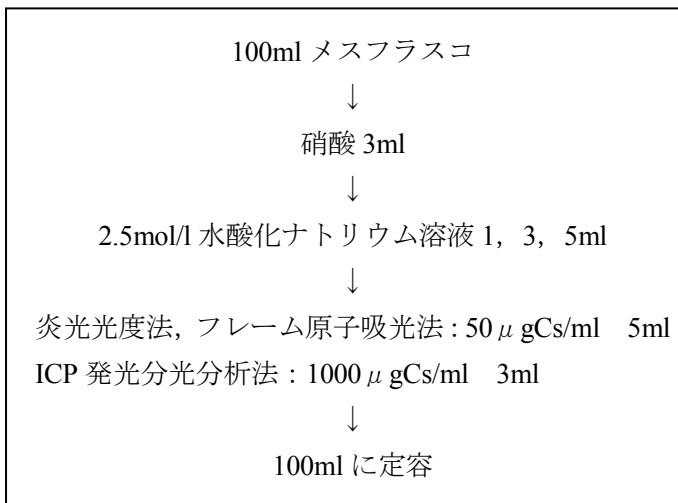 100ml メスフラスコ
↓
硝酸 3ml
↓
2.5mol/l 水酸化ナトリウム溶液 1，3，5ml
↓
炎光光度法，フレーム原子吸光法：50μgCs/ml　5ml
ICP 発光分光分析法：1000μgCs/ml　3ml
↓
100ml に定容